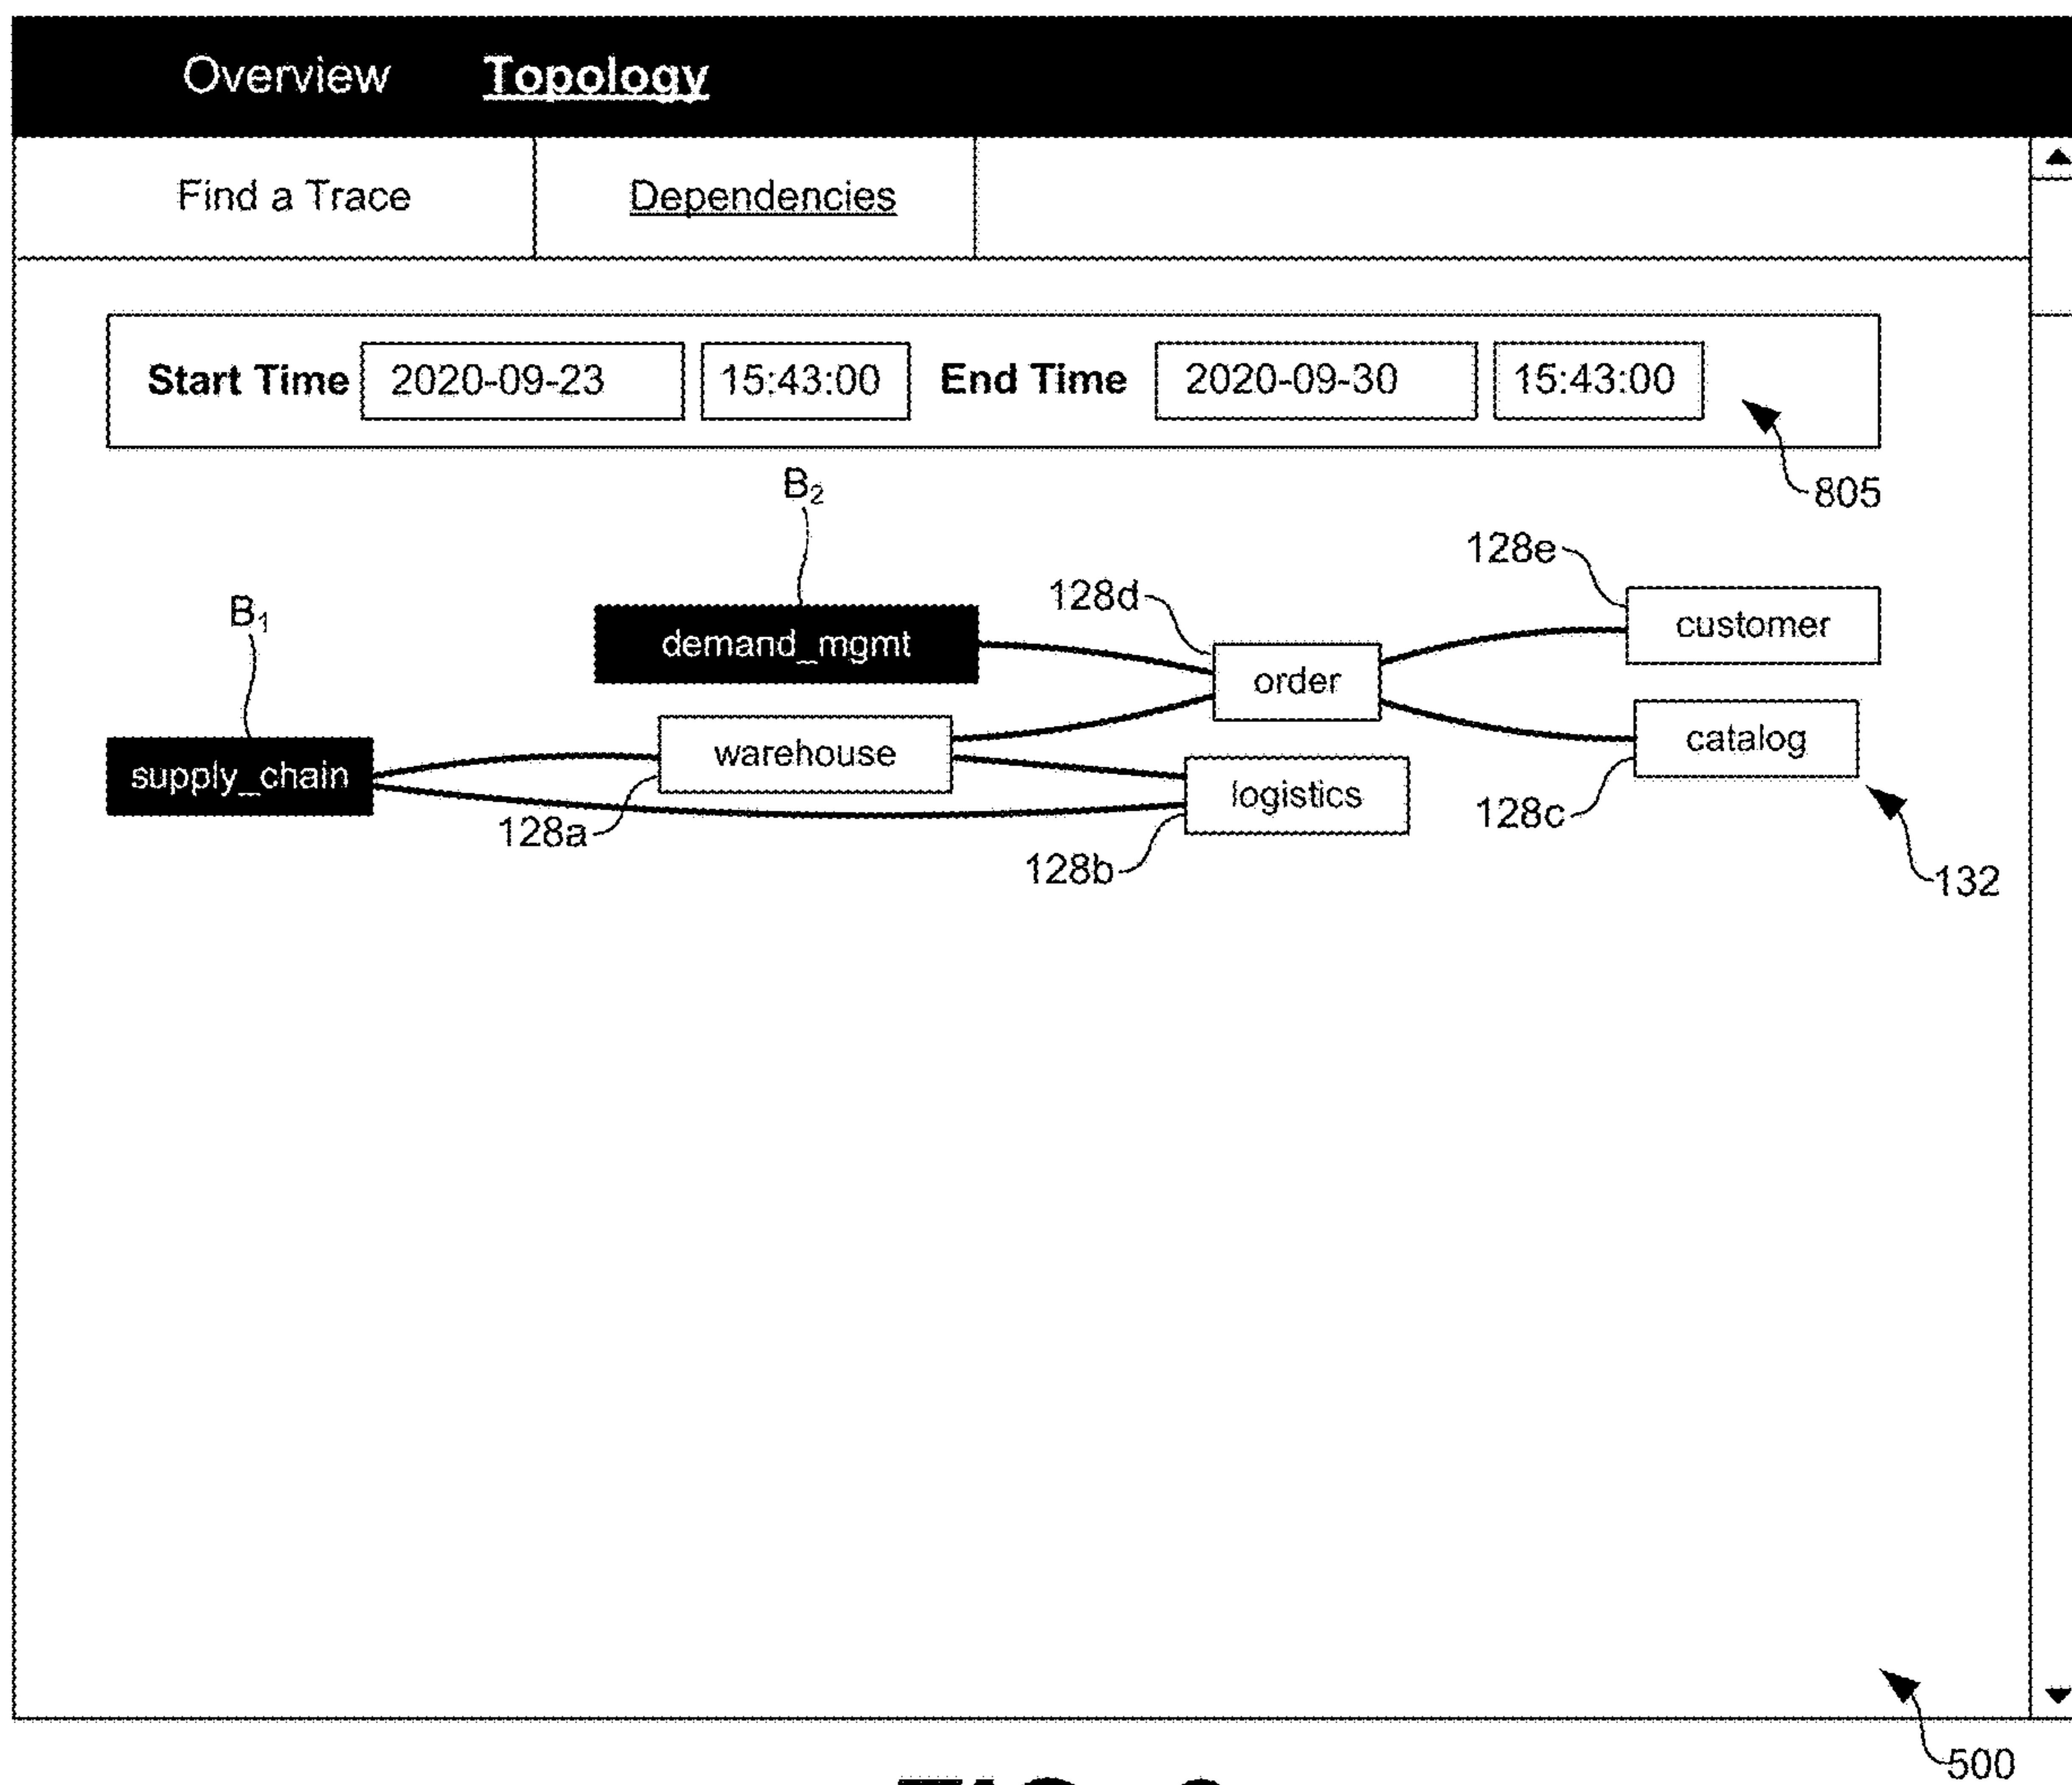 Overview Topology
Find a Trace Dependencies
Start Time 2020-09-23 15:43:00 End Time 2020-09-30 15:43:00
805
B₂
128e
128d
customer
B₁
demand_mgmt
order
warehouse
catalog
supply_chain
logistics
128a
128c
128b
132
500